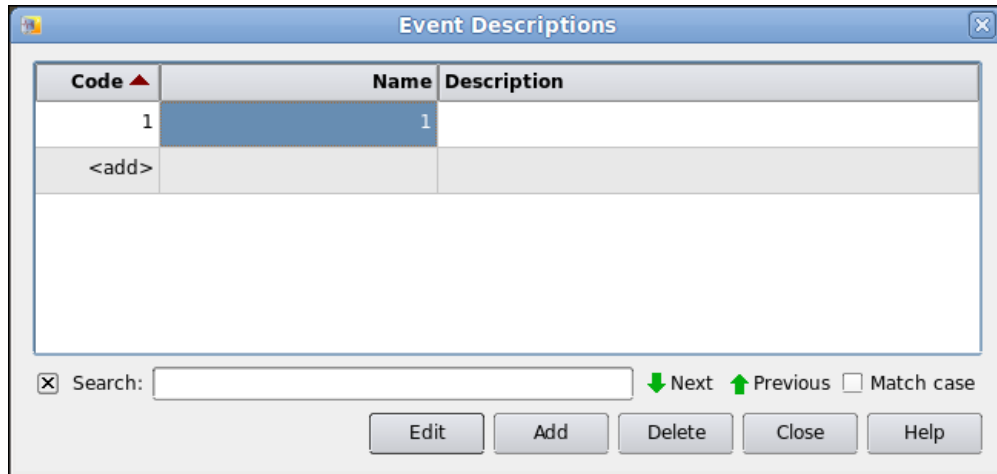 Event Descriptions
Code Name Description
1 1
<add>
Search: Next Previous Match case
Edit Add Delete Close Help